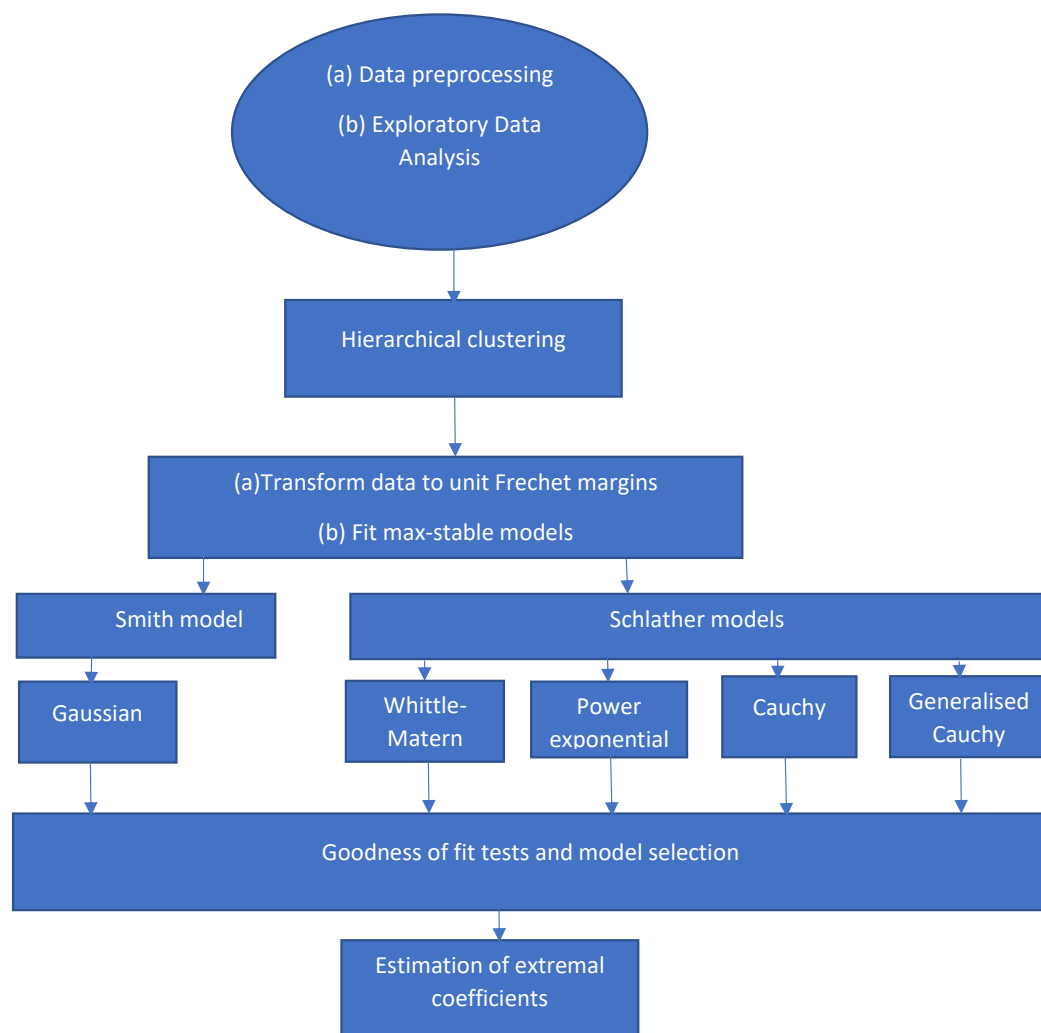 (a) Data preprocessing
(b) Exploratory Data
Analysis
Hierarchical clustering
(a)Transform data to unit Frechet margins
(b) Fit max-stable models
Smith model
Schlather models
Gaussian
Whittle-
Matern
Power
exponential
Cauchy
Generalised
Cauchy
Goodness of fit tests and model selection
Estimation of extremal
coefficients